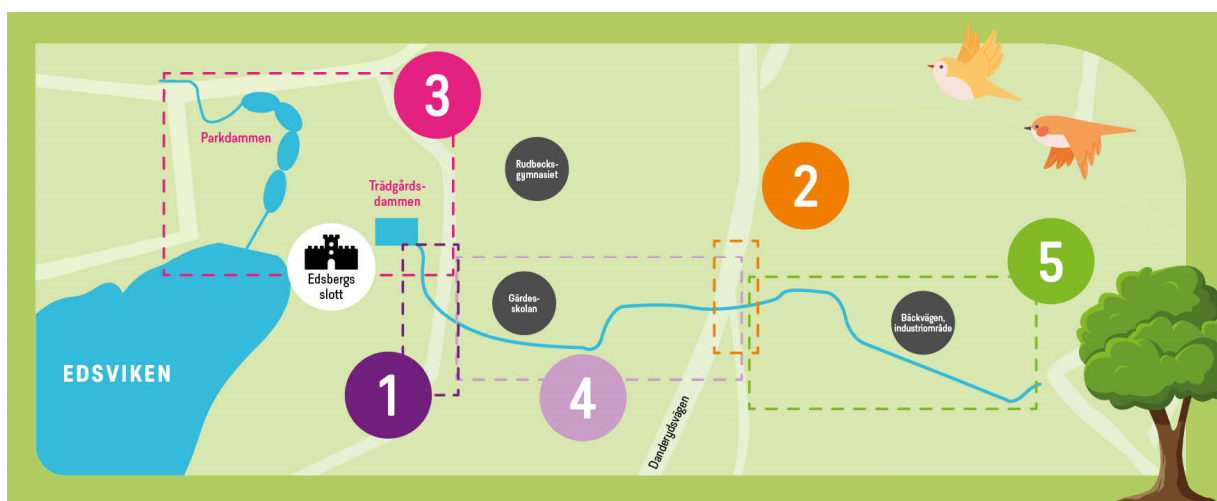 3
Parkdammen
Rudbecks-
gymnasiet
2
Trädgårds-
dammen
Edsbergs
slott
5
Gärdes-
skolan
Bäckvägen,
industriområde
EDSVIKEN
1
4
Danderydsvägen